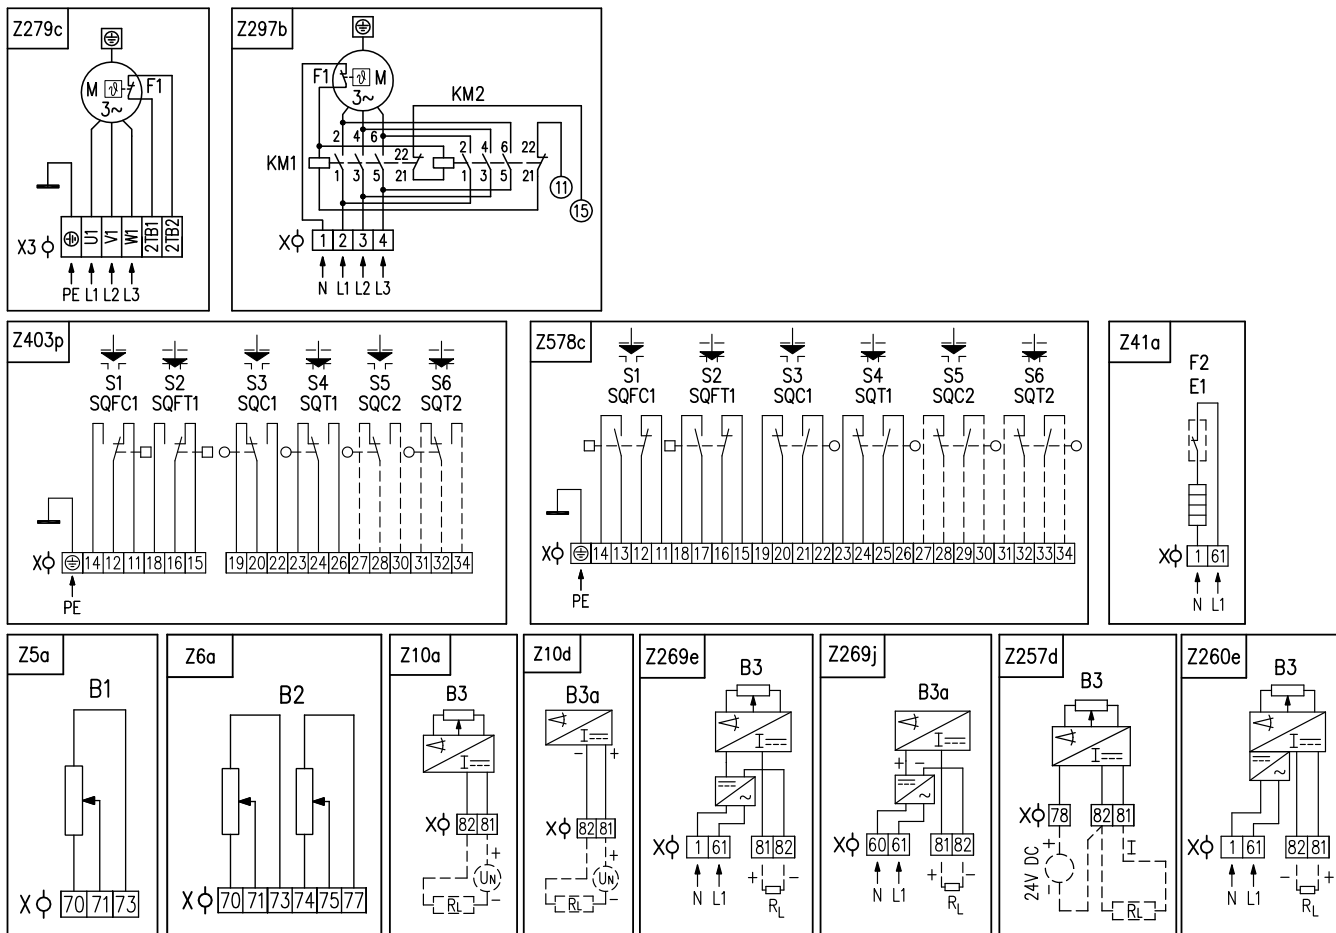 Z279c
M ϑ F1
3~
X3 U1 V1 W1 2TB1 2TB2
PE L1 L2 L3
Z297b
F1 ϑ M
3~
KM2
2 4 6 22 2 4 6 22
KM1
1 3 5 21 1 3 5 21
11
15
X 1 2 3 4
N L1 L2 L3
Z403p
S1 S2 S3 S4 S5 S6
SQFC1 SQFT1 SQC1 SQT1 SQC2 SQT2
X 14 12 11 18 16 15 19 20 22 23 24 26 27 28 30 31 32 34
PE
Z578c
S1 S2 S3 S4 S5 S6
SQFC1 SQFT1 SQC1 SQT1 SQC2 SQT2
X 14 13 12 11 18 17 16 15 19 20 21 22 23 24 25 26 27 28 29 30 31 32 33 34
PE
Z41a
F2
E1
X 1 61
N L1
Z5a
B1
X 70 71 73
Z6a
B2
X 70 71 73 74 75 77
Z10a
B3
I
X 82 81
+
UN
RL −
Z10d
B3a
I
− +
X 82 81
+
UN
RL −
Z269e
B3
I
~
X 1 61 81 82
N L1 + −
RL
Z269j
B3a
I
+ −
~
X 60 61 81 82
N L1 + −
RL
Z257d
B3
I
X 78 82 81
24V DC + − I
RL
Z260e
B3
I
~
X 1 61 82 81
N L1 − +
RL